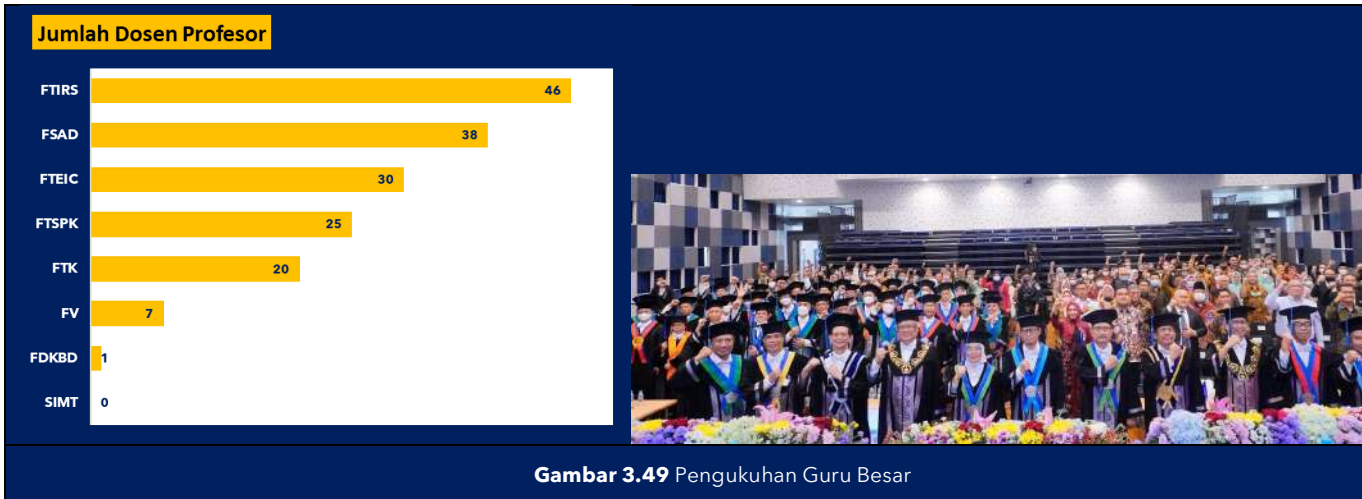 Jumlah Dosen Profesor
FTIRS 46
FSAD 38
FTEIC 30
FTSPK 25
FTK 20
FV 7
FDKBD 1
SIMT 0
Gambar 3.49 Pengukuhan Guru Besar